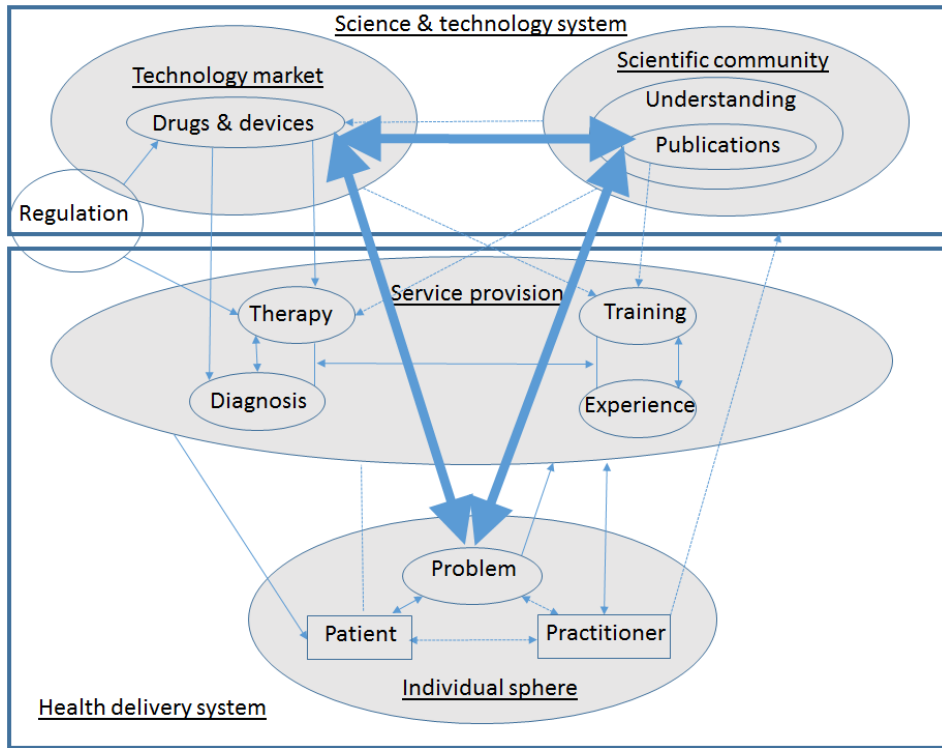 Science & technology system
Technology market
Scientific community
Drugs & devices
Understanding
Publications
Regulation
Service provision
Therapy
Training
Diagnosis
Experience
Problem
Patient
Practitioner
Individual sphere
Health delivery system